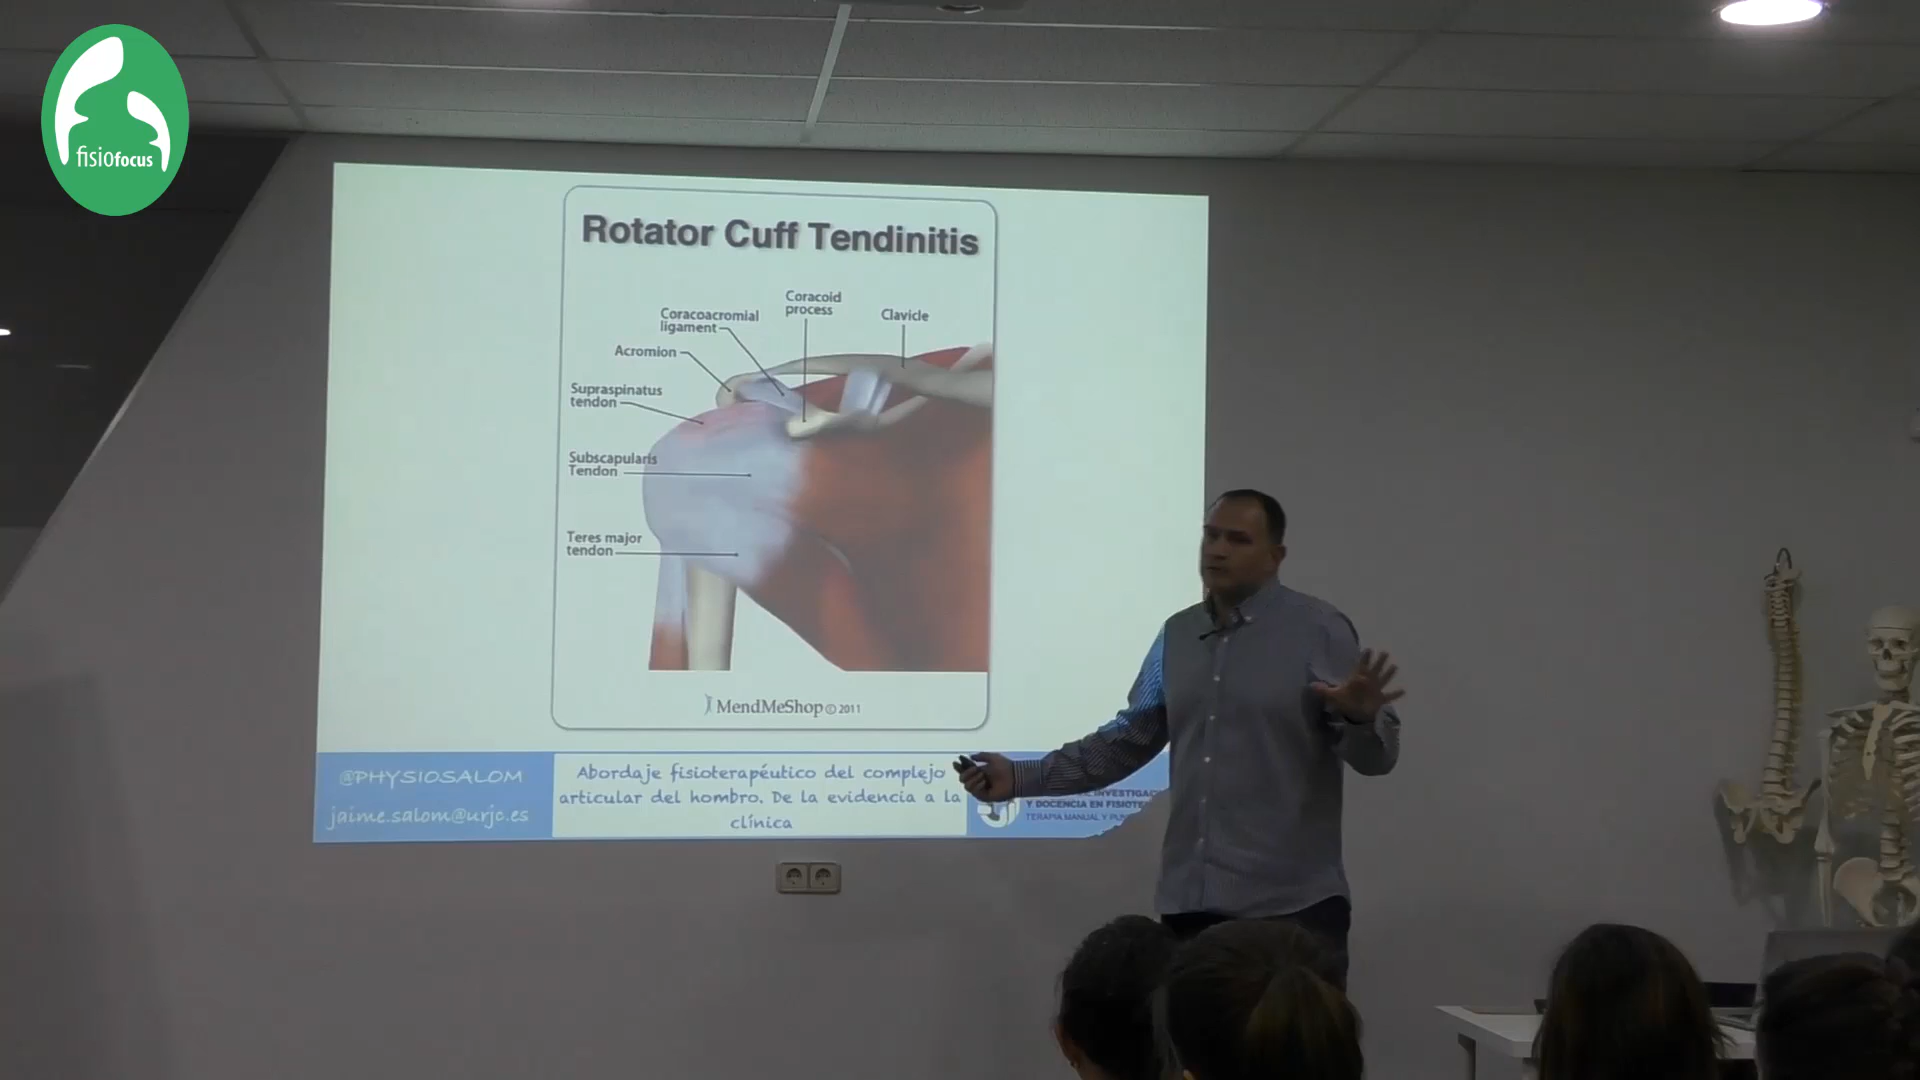 fisiofocus
Rotator Cuff Tendinitis
Coracoid
process
Coracoacromial
ligament
Clavicle
Acromion
Supraspinatus
tendon
Subscapularis
Tendon
Teres major
tendon
MendMeShop © 2011
@PHYSIOSALOM
jaime.salom@urjc.es
Abordaje fisioterapéutico del complejo
articular del hombro. De la evidencia a la
clínica
Y DOCENCIA EN
TERAPIA MANUAL Y